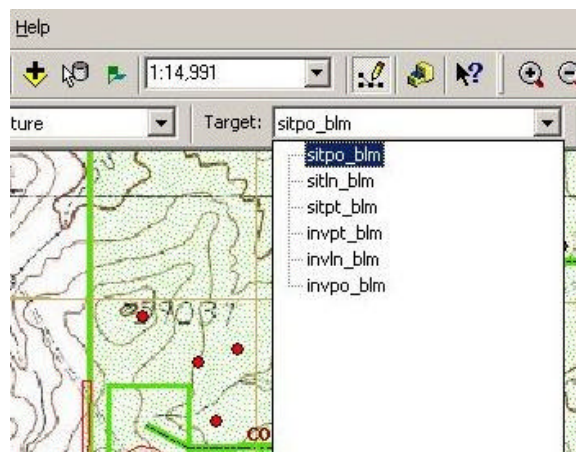 Help
1:14,991
ture
Target: sitpo_blm
sitpo_blm
sitln_blm
sitpt_blm
invpt_blm
invln_blm
invpo_blm
CO